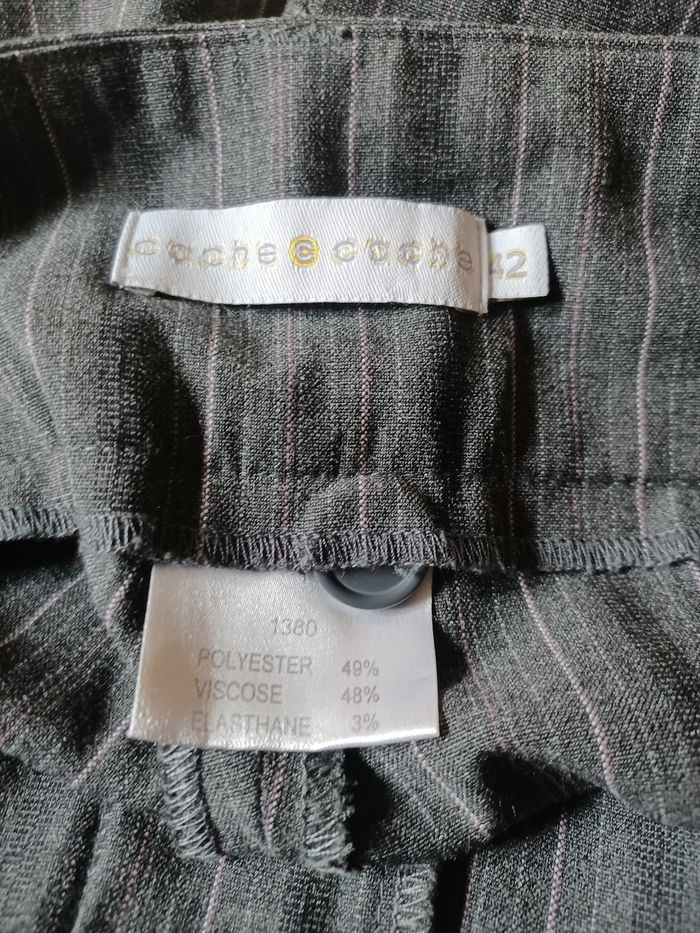 cache c cache 42
1380
POLYESTER 49%
VISCOSE 48%
ELASTHANE 3%